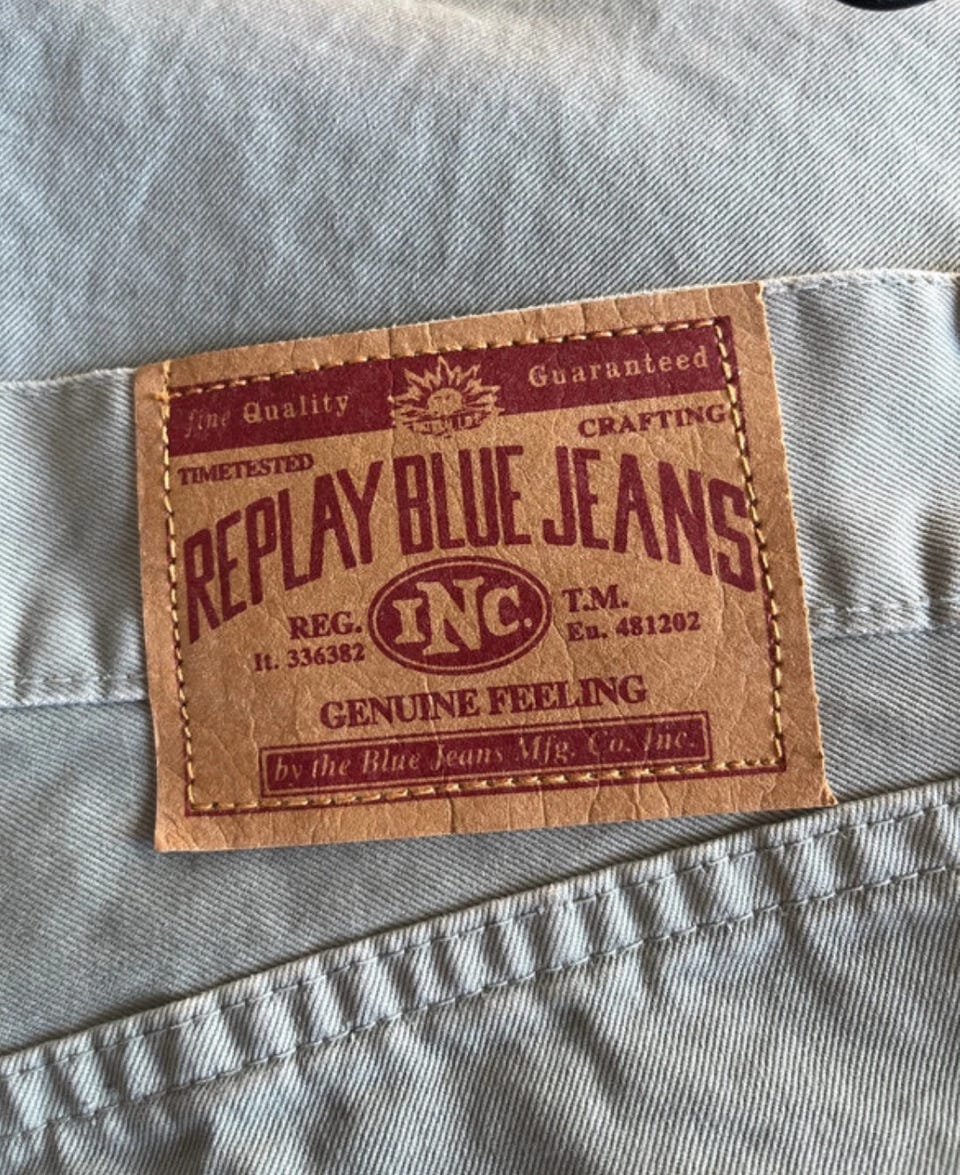 fine Quality
Guaranteed
TIMETESTED
CRAFTING
REPLAY BLUE JEANS
INC.
REG.
It. 336382
T.M.
Eu. 481202
GENUINE FEELING
by the Blue Jeans Mfg. Co. Inc.